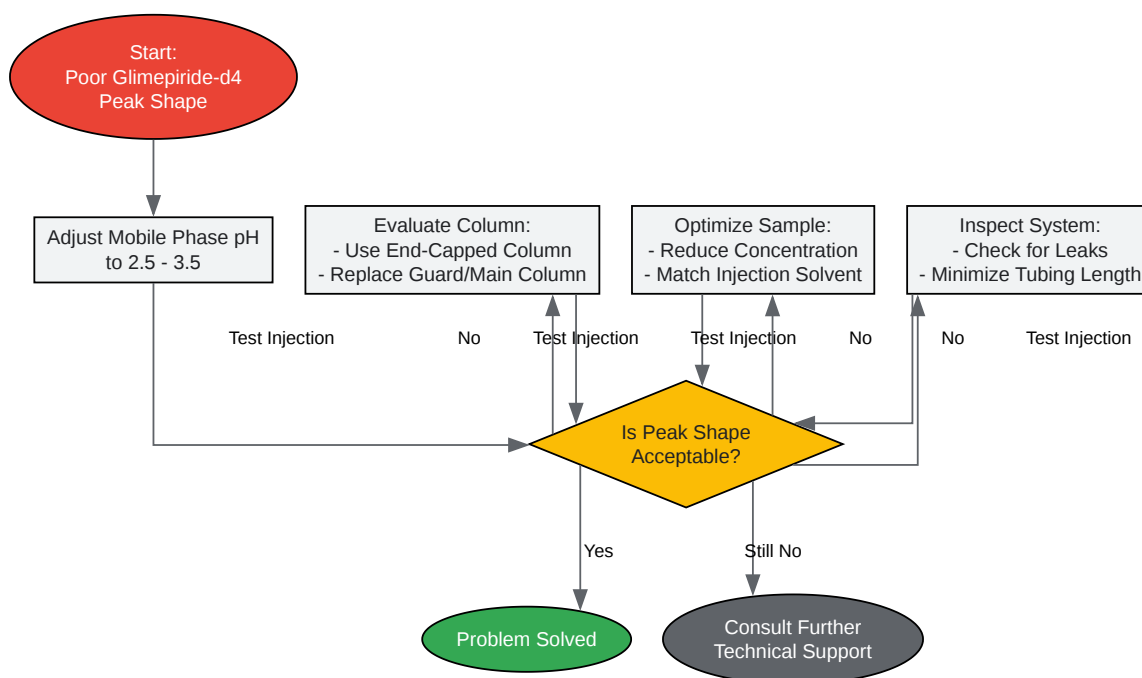 Start:
Poor Glimepiride-d4
Peak Shape
Adjust Mobile Phase pH
to 2.5 - 3.5
Evaluate Column:
- Use End-Capped Column
- Replace Guard/Main Column
Optimize Sample:
- Reduce Concentration
- Match Injection Solvent
Inspect System:
- Check for Leaks
- Minimize Tubing Length
Test Injection
No
Test Injection
Test Injection
No
No
Test Injection
Is Peak Shape
Acceptable?
Yes
Still No
Problem Solved
Consult Further
Technical Support